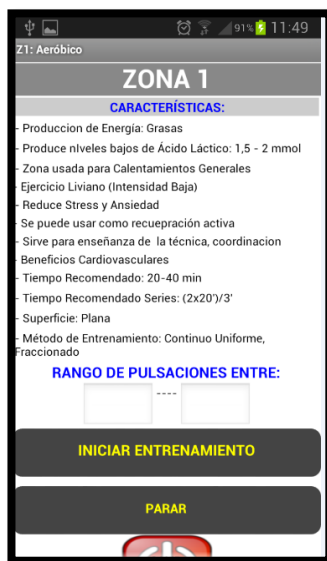 91% 11:49
Z1: Aeróbico
ZONA 1
CARACTERÍSTICAS:
- Produccion de Energía: Grasas
- Produce nIveles bajos de Ácido Láctico: 1,5 - 2 mmol
- Zona usada para Calentamientos Generales
- Ejercicio Liviano (Intensidad Baja)
- Reduce Stress y Ansiedad
- Se puede usar como recuepración activa
- Sirve para enseñanza de  la técnica, coordinacion
- Beneficios Cardiovasculares
- Tiempo Recomendado: 20-40 min
- Tiempo Recomendado Series: (2x20')/3'
- Superficie: Plana
- Método de Entrenamiento: Continuo Uniforme,
Fraccionado
RANGO DE PULSACIONES ENTRE:
----
INICIAR ENTRENAMIENTO
PARAR